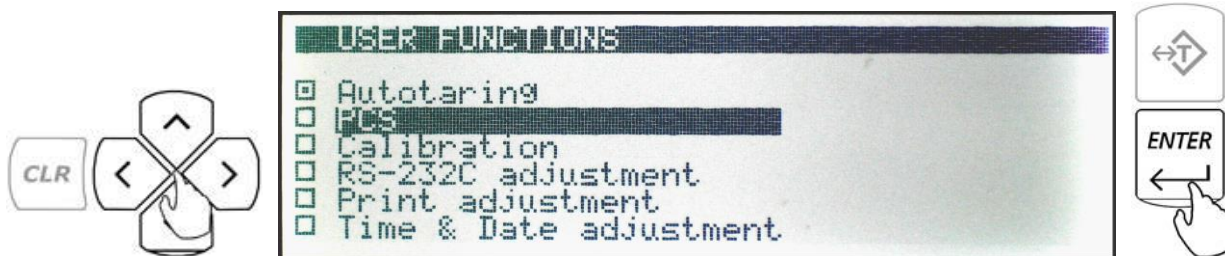 USER FUNCTIONS
Autotaring
PCS
Calibration
RS-232C adjustment
Print adjustment
Time & Date adjustment
CLR
T
ENTER